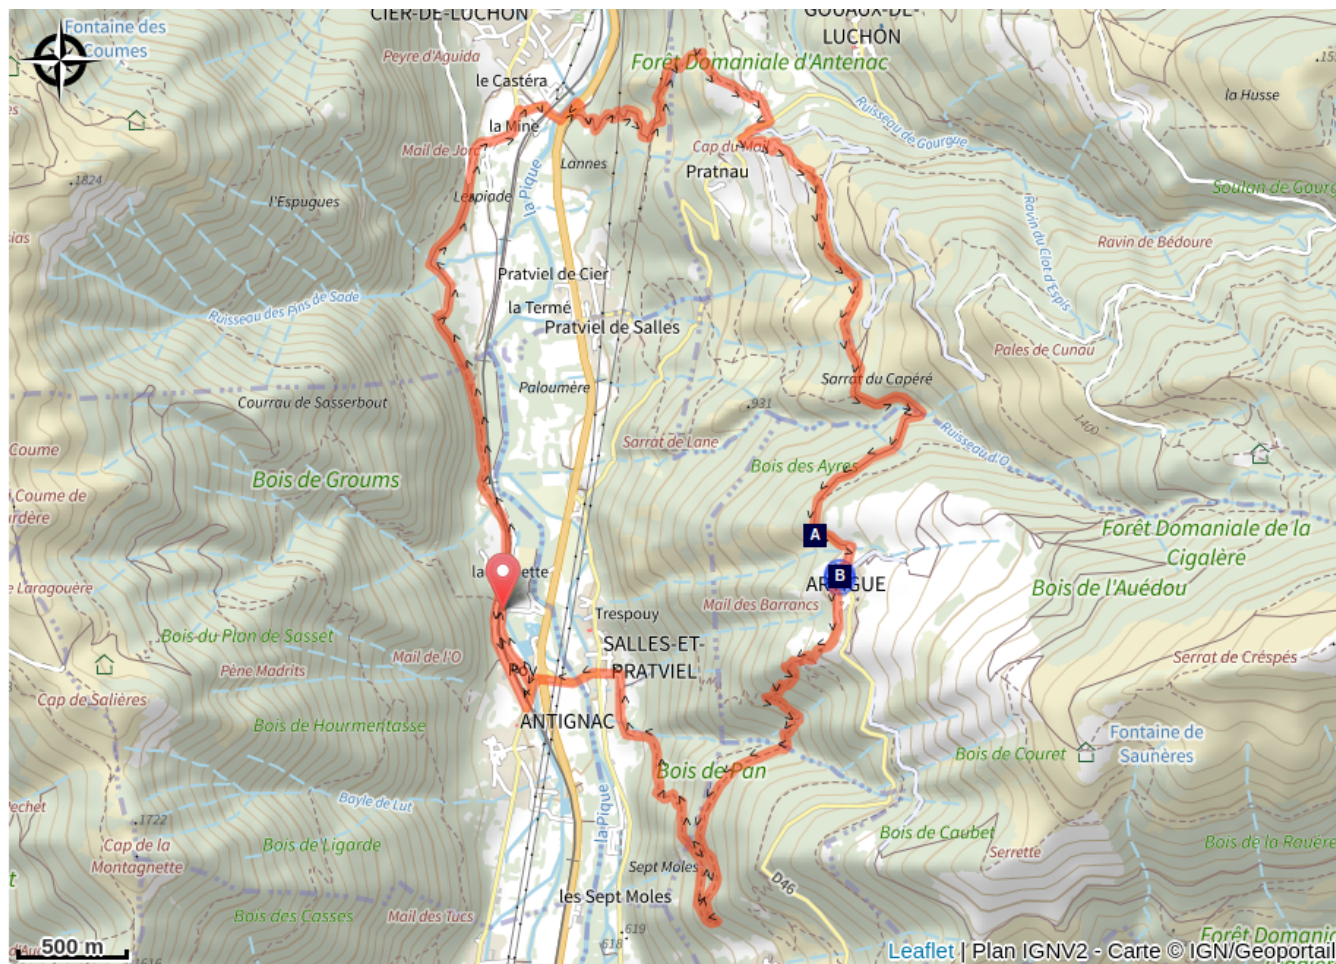 CIER-DE-LUCHON
GOUAUX-DE-
LUCHON
Fontaine des
Coumes
Peyre d'Aguida
le Castéra
Forêt Domaniale d'Antenac
la Husse
la Mine
Ruisseau de Gourgue
Mail de
Lannes
Cap du Mail
Pratnau
.1824
l'Espugues
Lespiade
la Pique
Soulan de
Ravin de Bédoure
Ravin du Clot d'Espis
Pratviel de Cier
Ruisseau des Pins de Sade
la Termé
Pratviel de Salles
Pales de Cunau
Paloumère
Sarrat du Capéré
Courrau de Sasserbout
.931
1400
Coume
Sarrat de Lane
Ruisseau d'O
Bois des Ayres
Bois de Groums
Coume de
Forêt Domaniale de la
Cigalère
A
Laragouère
B
Bois de l'Auédou
Mail des Barrancs
Trespouy
Bois du Plan de Sasset
SALLES-ET-
PRATVIEL
Mail de l'O
Pène Madrits
Serrat de Créspés
Cap de Salières
ANTIGNAC
Bois de Hourmentasse
Fontaine de
Saunères
Bois de Couret
Bois de Pan
Bayle de Lut
la Pique
.1722
Bois de Caubet
Cap de la
Montagnette
Bois de Ligarde
Serrette
Bois de la
Sept Moles
D46
les Sept Moles
Bois des Casses
Mail des Tucs
.619
618
500 m
1616
Leaflet | Plan IGNV2 - Carte © IGN/Geoportail